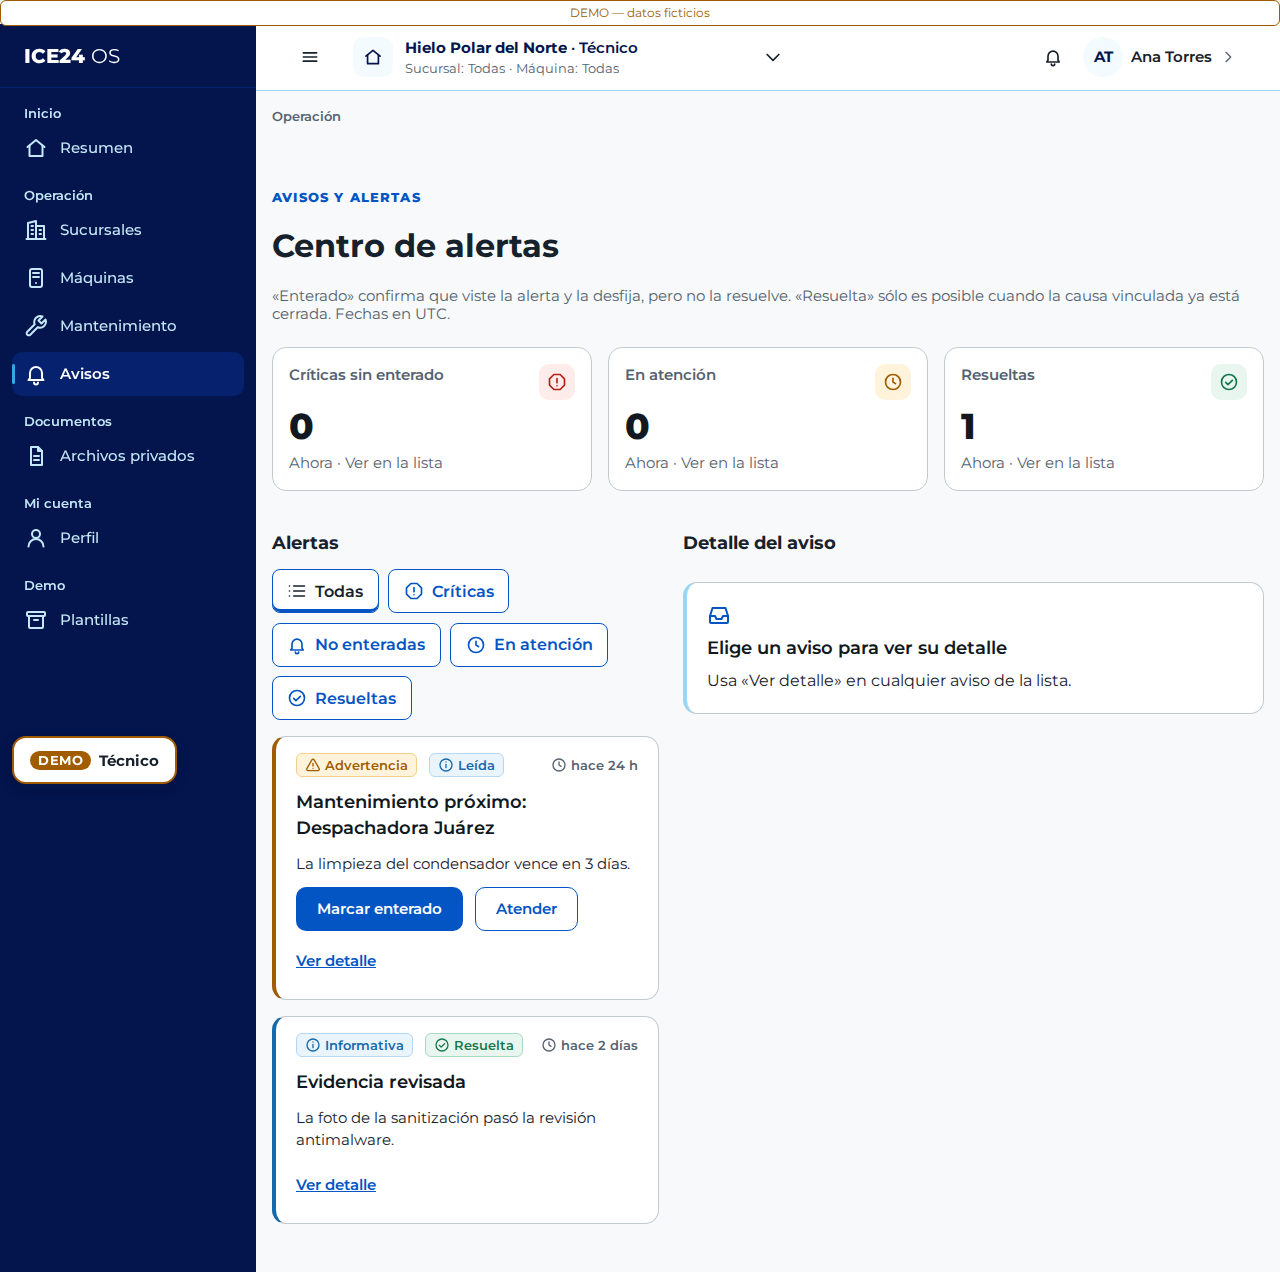 DEMO — datos ficticios
ICE24 OS
Inicio
Resumen
Operación
Sucursales
Máquinas
Mantenimiento
Avisos
Documentos
Archivos privados
Mi cuenta
Perfil
Demo
Plantillas
DEMO Técnico
Hielo Polar del Norte · Técnico
Sucursal: Todas · Máquina: Todas
AT Ana Torres
Operación
AVISOS Y ALERTAS
Centro de alertas
«Enterado» confirma que viste la alerta y la desfija, pero no la resuelve. «Resuelta» sólo es posible cuando la causa vinculada ya está
cerrada. Fechas en UTC.
Críticas sin enterado
0
Ahora · Ver en la lista
En atención
0
Ahora · Ver en la lista
Resueltas
1
Ahora · Ver en la lista
Alertas
Todas
Críticas
No enteradas
En atención
Resueltas
Advertencia
Leída
hace 24 h
Mantenimiento próximo:
Despachadora Juárez
La limpieza del condensador vence en 3 días.
Marcar enterado
Atender
Ver detalle
Informativa
Resuelta
hace 2 días
Evidencia revisada
La foto de la sanitización pasó la revisión
antimalware.
Ver detalle
Detalle del aviso
Elige un aviso para ver su detalle
Usa «Ver detalle» en cualquier aviso de la lista.